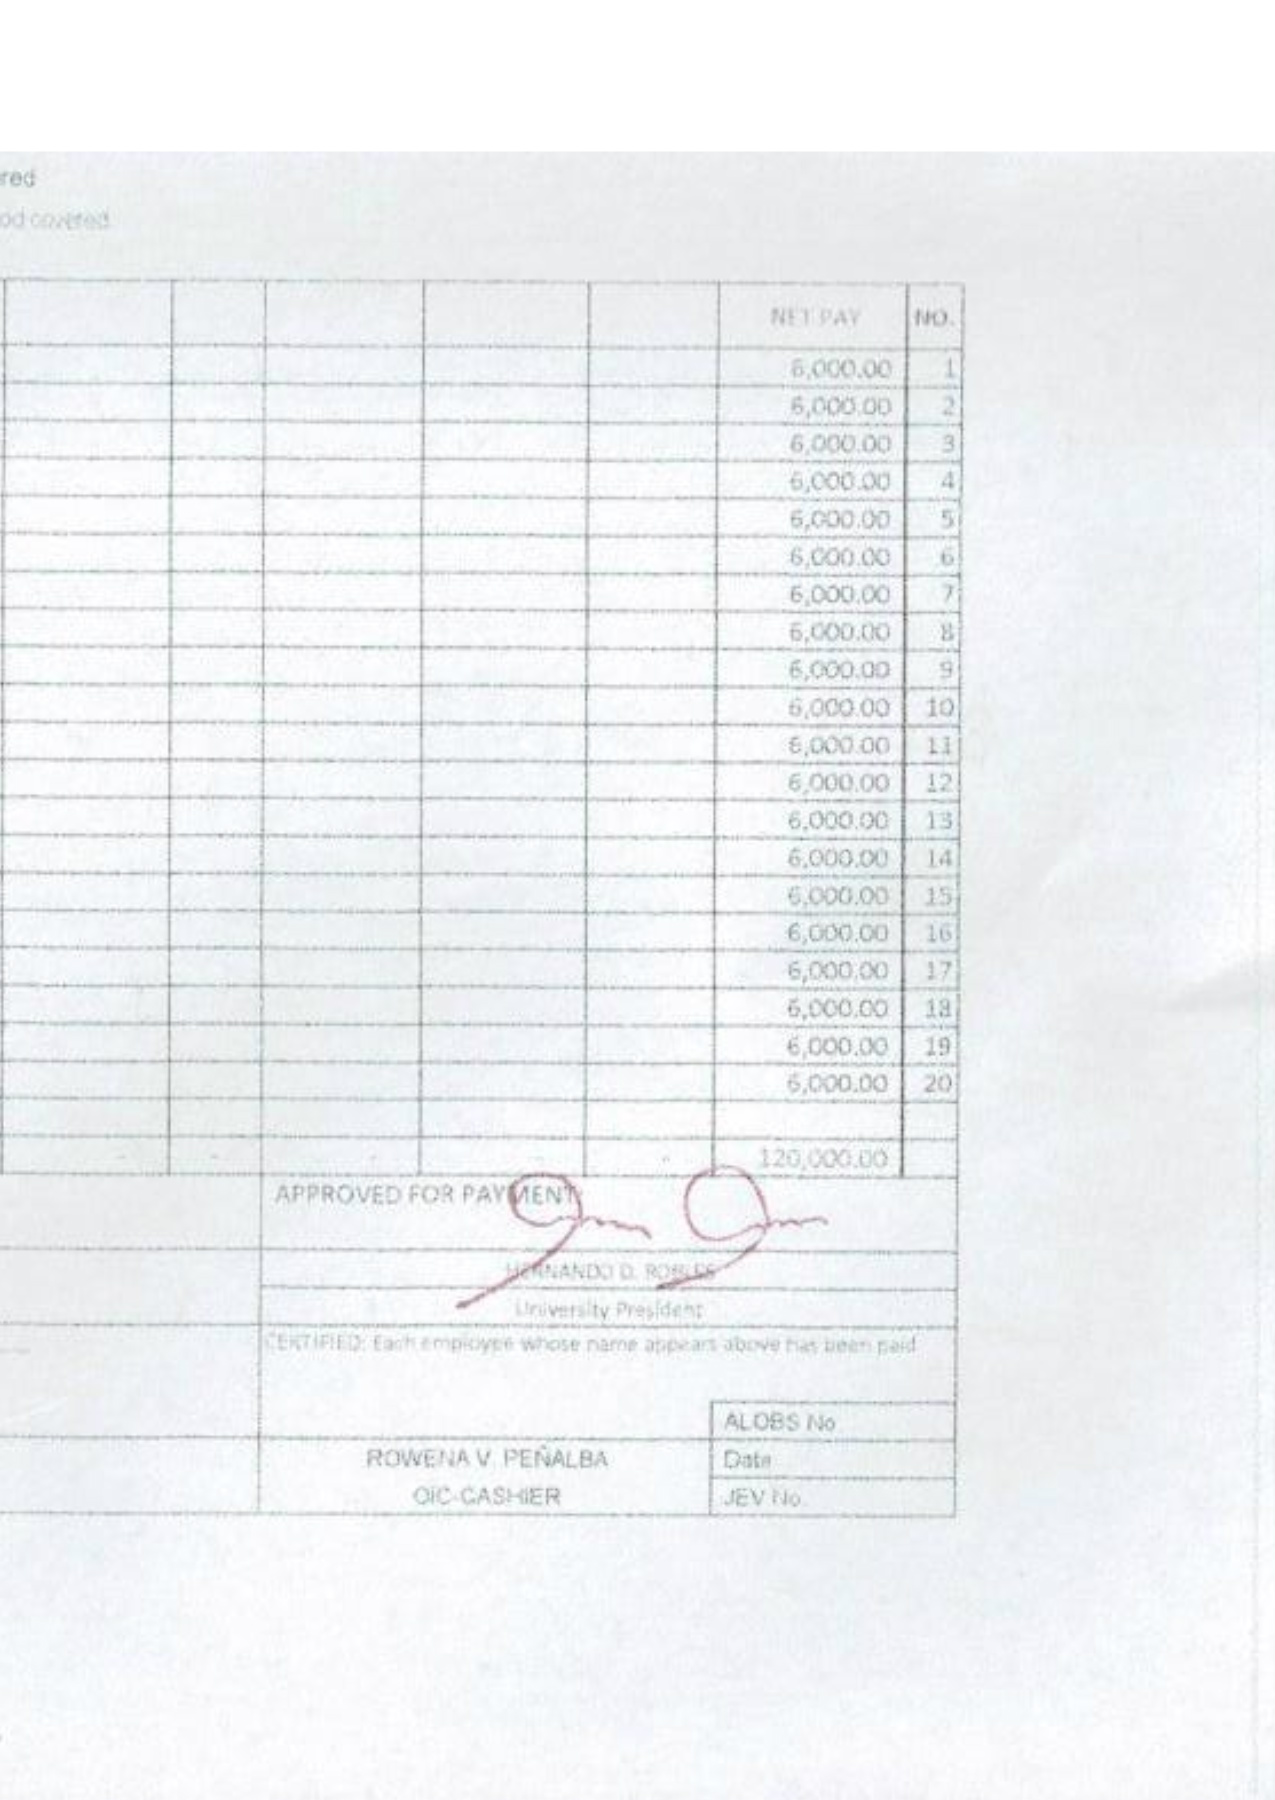 red
od covered
NET PAY NO.
6,000.00 1
6,000.00 2
6,000.00 3
6,000.00 4
6,000.00 5
6,000.00 6
6,000.00 7
6,000.00 8
6,000.00 9
6,000.00 10
6,000.00 11
6,000.00 12
6,000.00 13
6,000.00 14
6,000.00 15
6,000.00 16
6,000.00 17
6,000.00 18
6,000.00 19
6,000.00 20
120,000.00
APPROVED FOR PAYMENT:
HERNANDO D. ROBLES
University President
CERTIFIED: Each employee whose name appears above has been paid
ALOBS No
ROWENA V. PEÑALBA Date
OIC-CASHIER JEV No.